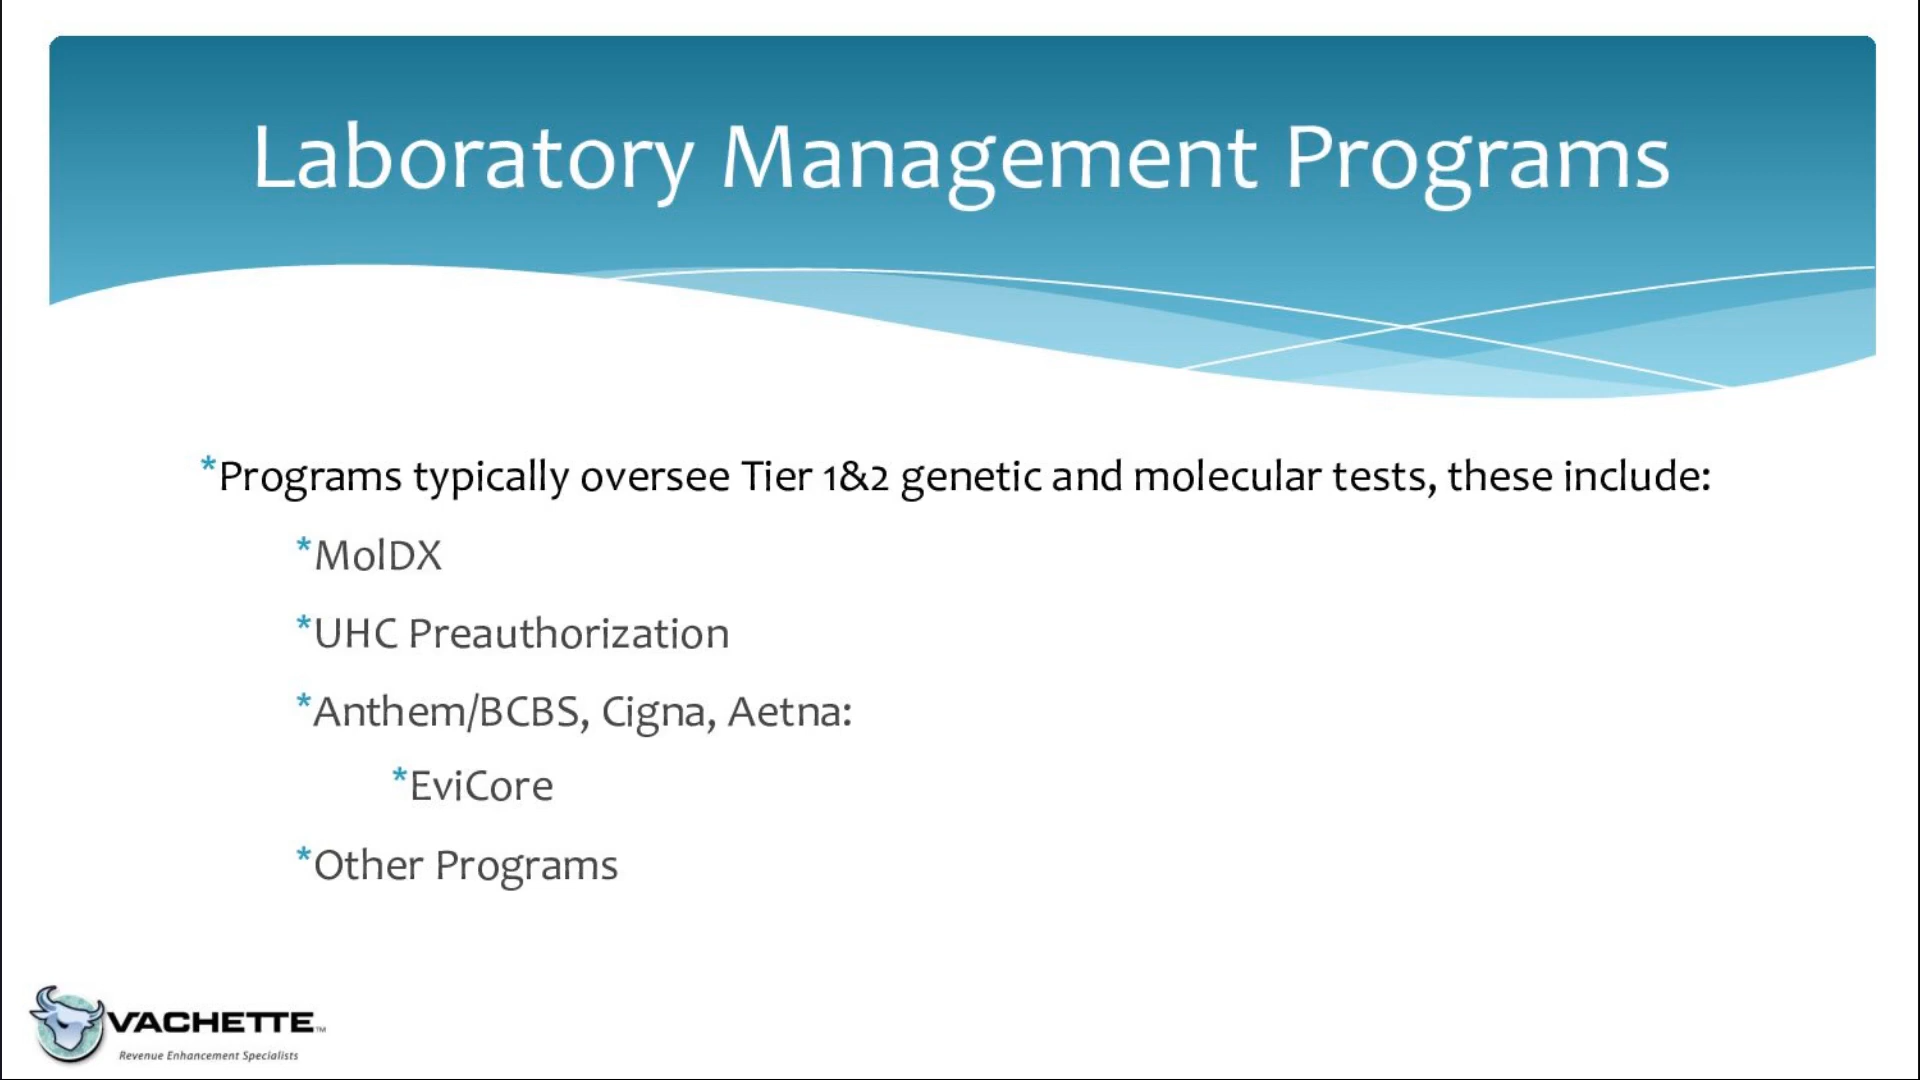 Laboratory Management Programs
*Programs typically oversee Tier 1&2 genetic and molecular tests, these include:
*MolDX
*UHC Preauthorization
*Anthem/BCBS, Cigna, Aetna:
*EviCore
*Other Programs
VACHETTE™
Revenue Enhancement Specialists